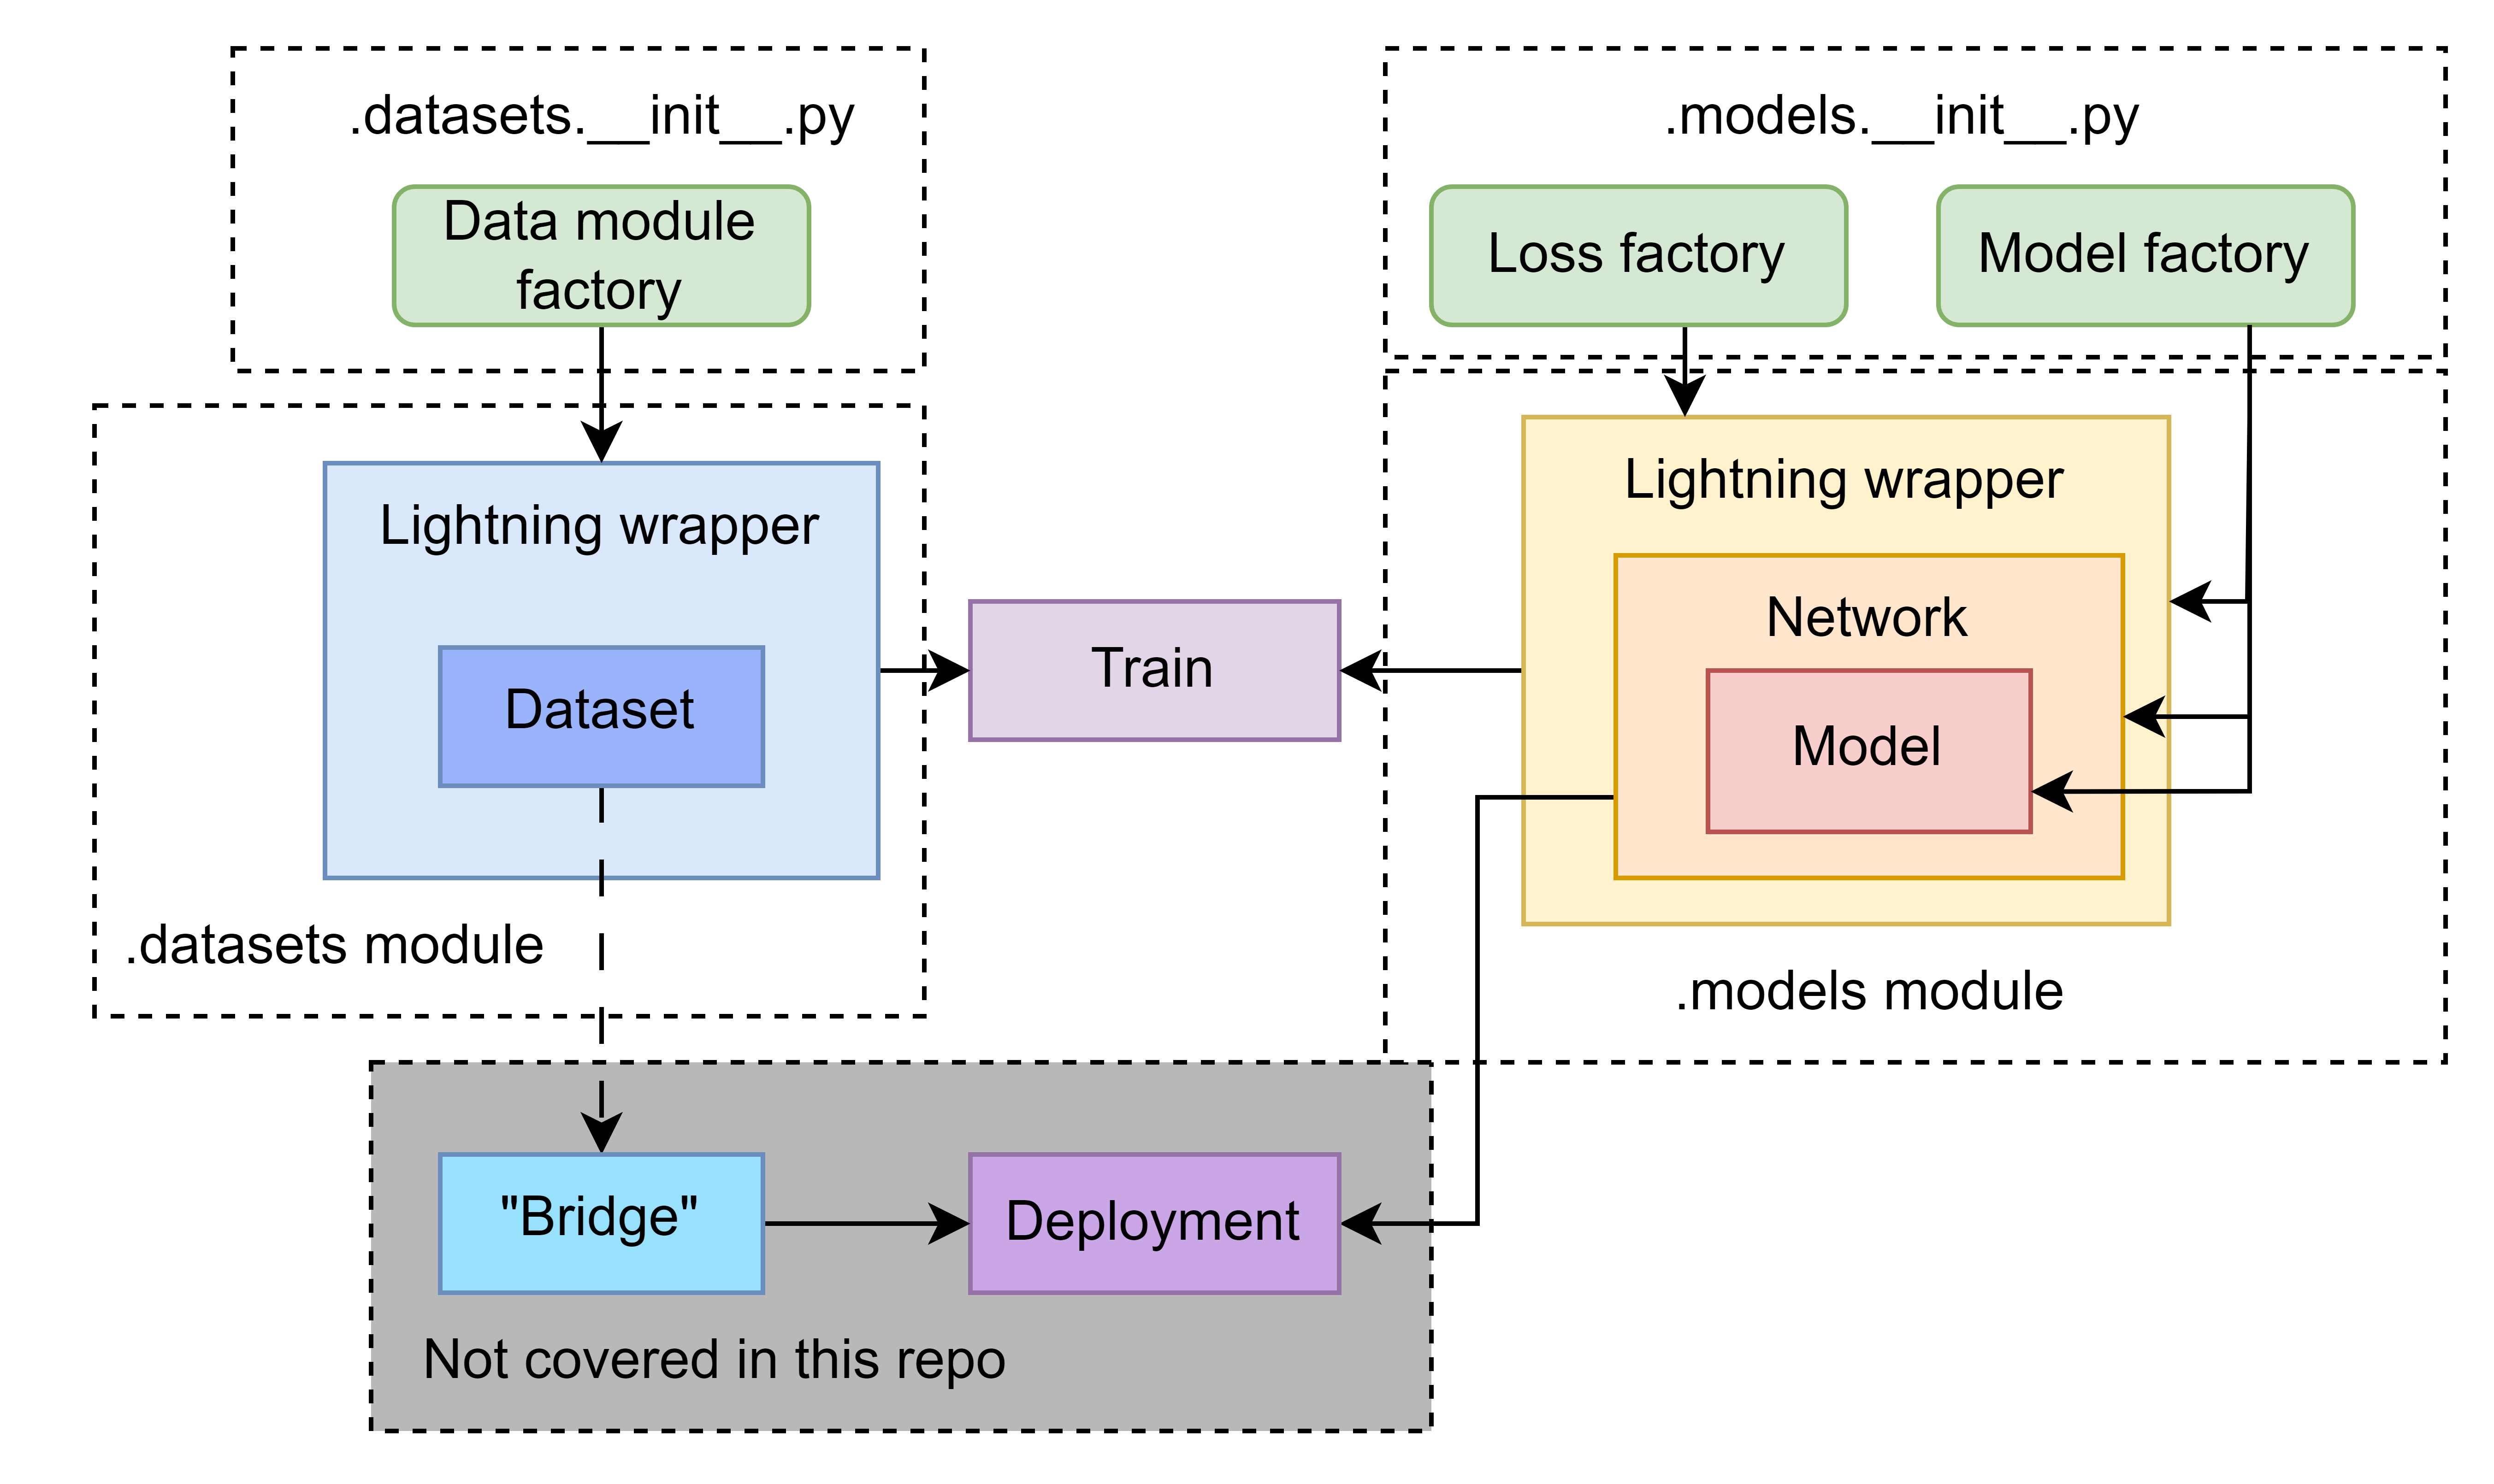 .datasets.__init__.py
Data module
factory
.models.__init__.py
Loss factory
Model factory
Lightning wrapper
Dataset
.datasets module
Train
Lightning wrapper
Network
Model
.models module
"Bridge"
Deployment
Not covered in this repo